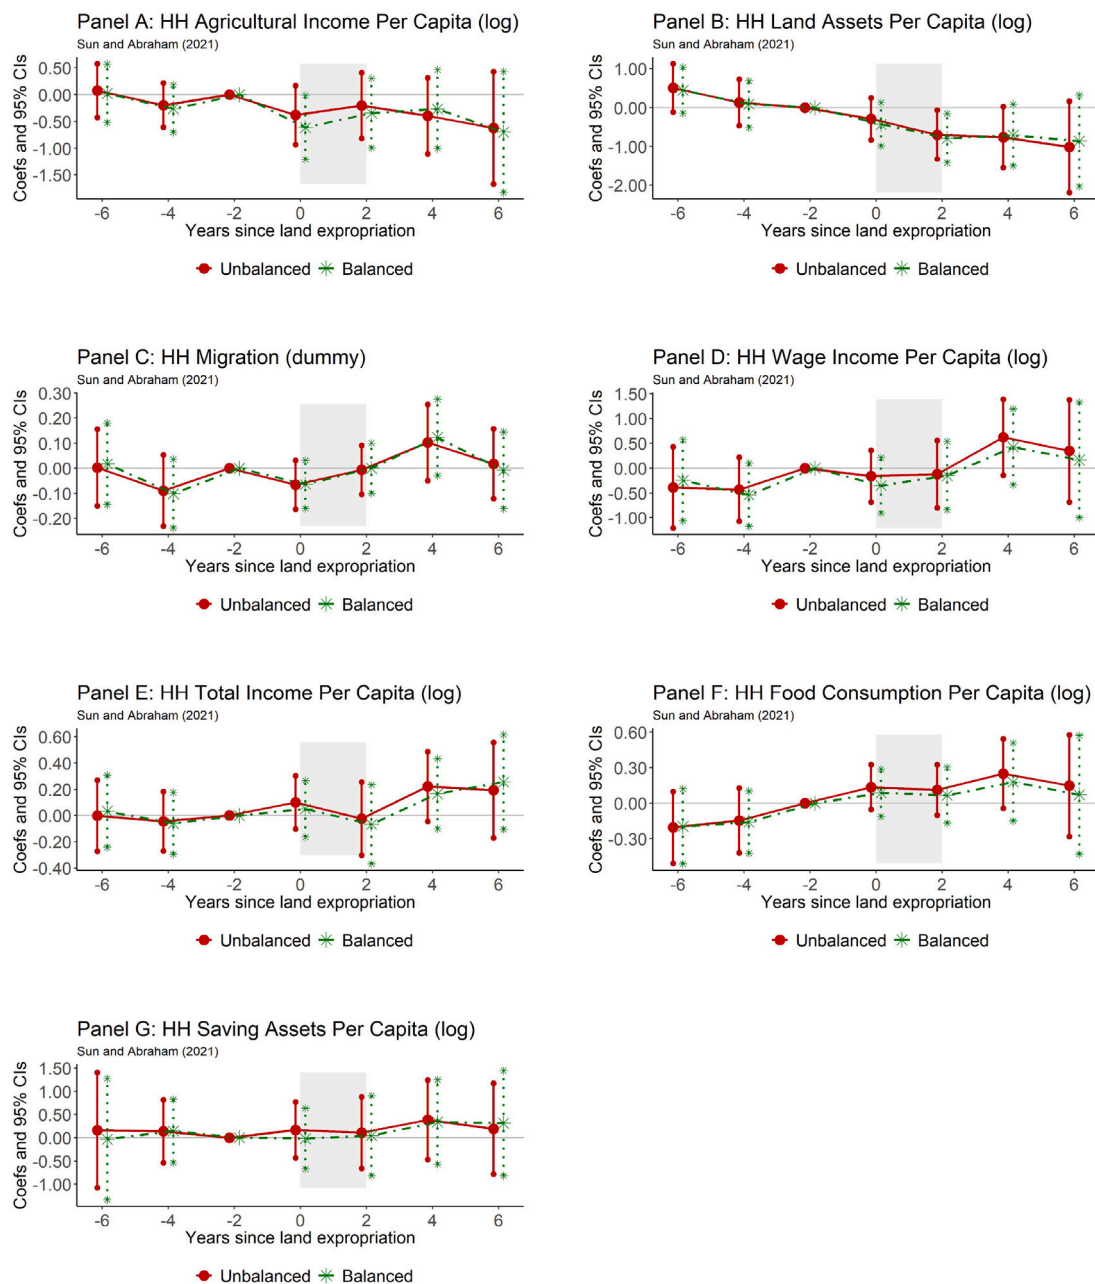 Panel A: HH Agricultural Income Per Capita (log)
Sun and Abraham (2021)
Coefs and 95% CIs
0.50
0.00
-0.50
-1.00
-1.50
-6 -4 -2 0 2 4 6
Years since land expropriation
Unbalanced Balanced
Panel B: HH Land Assets Per Capita (log)
Sun and Abraham (2021)
Coefs and 95% CIs
1.00
0.00
-1.00
-2.00
-6 -4 -2 0 2 4 6
Years since land expropriation
Unbalanced Balanced
Panel C: HH Migration (dummy)
Sun and Abraham (2021)
Coefs and 95% CIs
0.30
0.20
0.10
0.00
-0.10
-0.20
-6 -4 -2 0 2 4 6
Years since land expropriation
Unbalanced Balanced
Panel D: HH Wage Income Per Capita (log)
Sun and Abraham (2021)
Coefs and 95% CIs
1.50
1.00
0.50
0.00
-0.50
-1.00
-6 -4 -2 0 2 4 6
Years since land expropriation
Unbalanced Balanced
Panel E: HH Total Income Per Capita (log)
Sun and Abraham (2021)
Coefs and 95% CIs
0.60
0.40
0.20
0.00
-0.20
-0.40
-6 -4 -2 0 2 4 6
Years since land expropriation
Unbalanced Balanced
Panel F: HH Food Consumption Per Capita (log)
Sun and Abraham (2021)
Coefs and 95% CIs
0.60
0.30
0.00
-0.30
-6 -4 -2 0 2 4 6
Years since land expropriation
Unbalanced Balanced
Panel G: HH Saving Assets Per Capita (log)
Sun and Abraham (2021)
Coefs and 95% CIs
1.50
1.00
0.50
0.00
-0.50
-1.00
-6 -4 -2 0 2 4 6
Years since land expropriation
Unbalanced Balanced